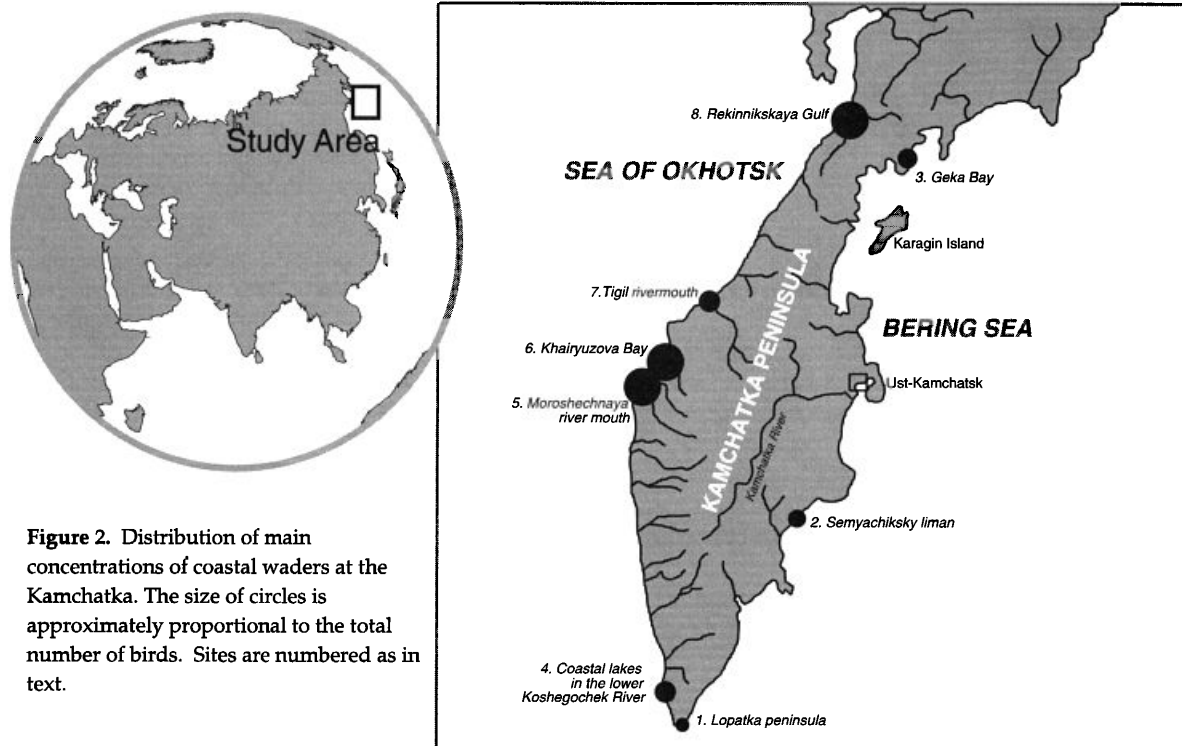 Study Area
Figure 2. Distribution of main
concentrations of coastal waders at the
Kamchatka. The size of circles is
approximately proportional to the total
number of birds. Sites are numbered as in
text.
8. Rekinnikskaya Gulf
SEA OF OKHOTSK
3. Geka Bay
Karagin Island
7.Tigil rivermouth
KAMCHATKA PENINSULA
BERING SEA
6. Khairyuzova Bay
Ust-Kamchatsk
5. Moroshechnaya
river mouth
Kamchatka River
2. Semyachiksky liman
4. Coastal lakes
in the lower
Koshegochek River
1. Lopatka peninsula